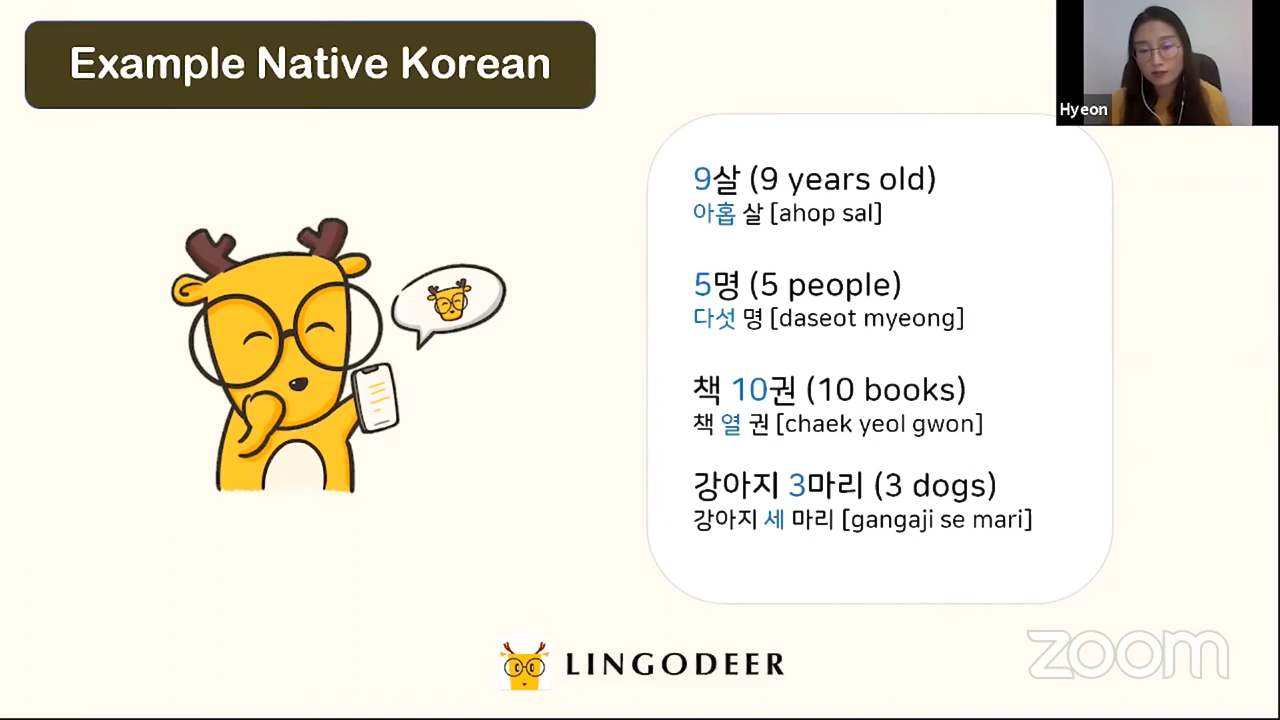 Example Native Korean
Hyeon
9살 (9 years old)
아홉 살 [ahop sal]
5명 (5 people)
다섯 명 [daseot myeong]
책 10권 (10 books)
책 열 권 [chaek yeol gwon]
강아지 3마리 (3 dogs)
강아지 세 마리 [gangaji se mari]
LINGODEER
zoom